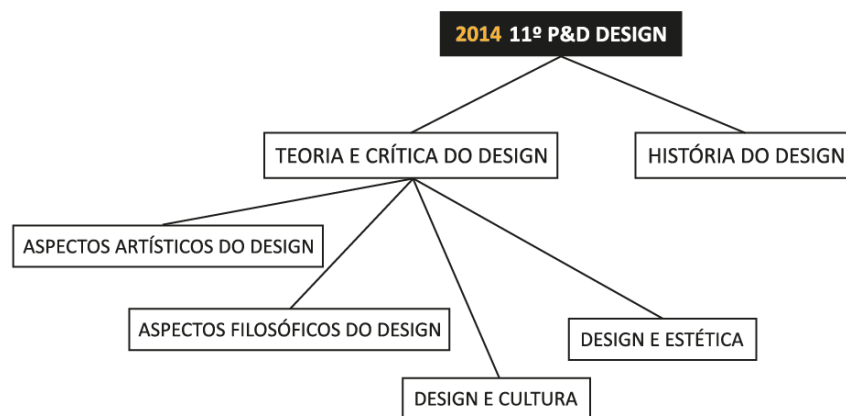 2014 11º P&D DESIGN
TEORIA E CRÍTICA DO DESIGN
HISTÓRIA DO DESIGN
ASPECTOS ARTÍSTICOS DO DESIGN
ASPECTOS FILOSÓFICOS DO DESIGN
DESIGN E ESTÉTICA
DESIGN E CULTURA